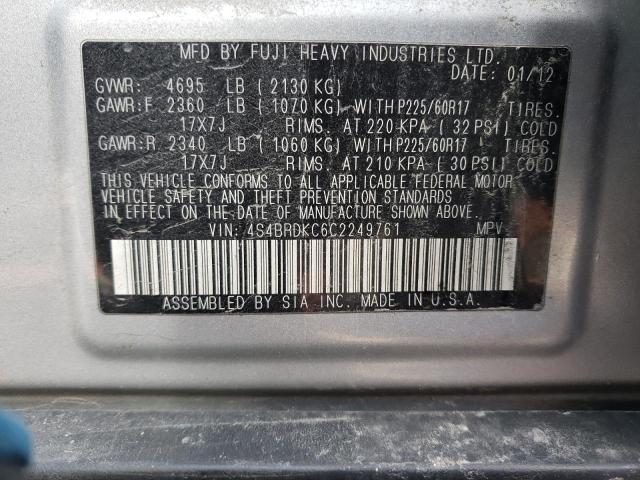 MFD BY FUJI HEAVY INDUSTRIES LTD.
DATE: 01/12
GVWR: 4695 LB ( 2130 KG)
GAWR:F. 2360 LB ( 1070 KG) WITH P225/60R17 TIRES.
17X7J RIMS. AT 220 KPA ( 32 PSI) COLD
GAWR:R. 2340 LB ( 1060 KG) WITH P225/60R17 TIRES.
17X7J RIMS. AT 210 KPA ( 30 PSI) COLD
THIS VEHICLE CONFORMS TO ALL APPLICABLE FEDERAL MOTOR
VEHICLE SAFETY AND THEFT PREVENTION STANDARDS
IN EFFECT ON THE DATE OF MANUFACTURE SHOWN ABOVE.
VIN: 4S4BRDKC6C2249761 MPV
ASSEMBLED BY SIA INC. MADE IN U.S.A.